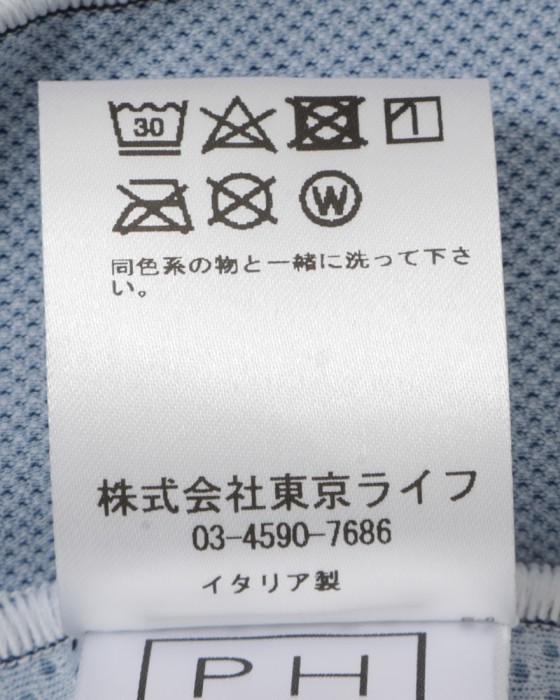 30
W
同色系の物と一緒に洗って下さ
い。
株式会社東京ライフ
03-4590-7686
イタリア製
PH